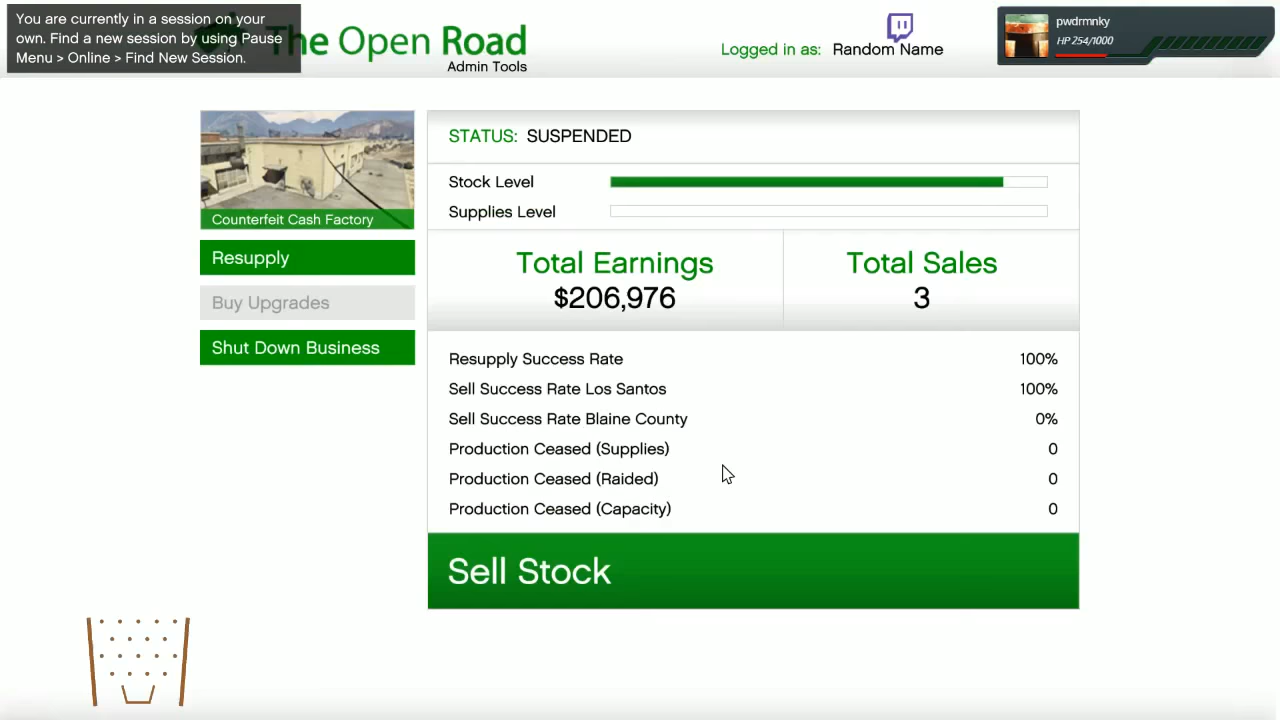 You are currently in a session on your
own. Find a new session by using Pause
Menu > Online > Find New Session.
The Open Road
Admin Tools
Logged in as: Random Name
pwdrmnky
HP 254/1000
Counterfeit Cash Factory
Resupply
Buy Upgrades
Shut Down Business
STATUS: SUSPENDED
Stock Level
Supplies Level
Total Earnings
$206,976
Total Sales
3
Resupply Success Rate 100%
Sell Success Rate Los Santos 100%
Sell Success Rate Blaine County 0%
Production Ceased (Supplies) 0
Production Ceased (Raided) 0
Production Ceased (Capacity) 0
Sell Stock